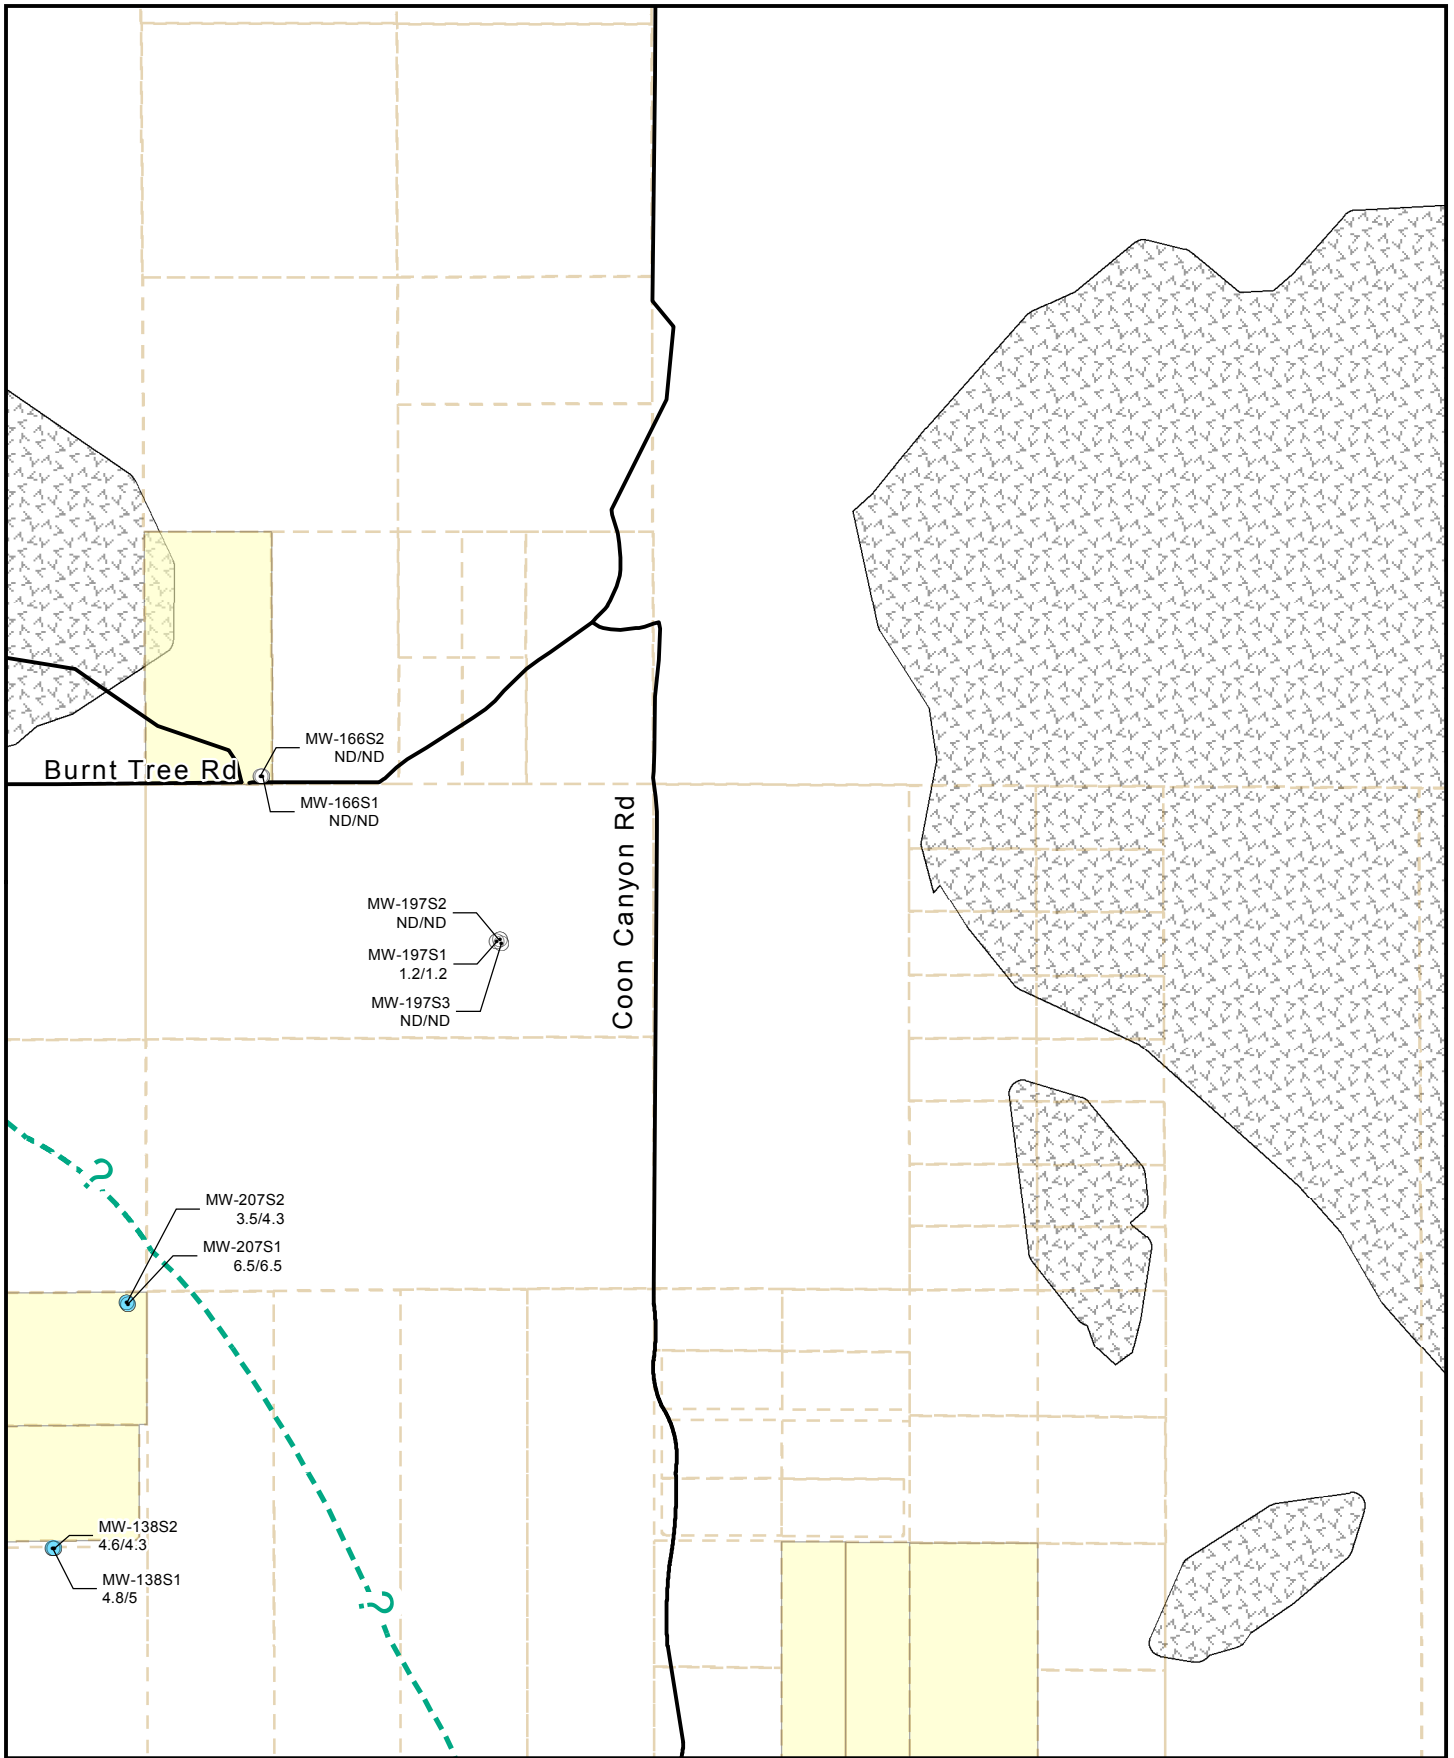 MW-166S2
ND/ND
Burnt Tree Rd
MW-166S1
ND/ND
Coon Canyon Rd
MW-197S2
ND/ND
MW-197S1
1.2/1.2
MW-197S3
ND/ND
?
MW-207S2
3.5/4.3
MW-207S1
6.5/6.5
MW-138S2
4.6/4.3
MW-138S1
4.8/5
?